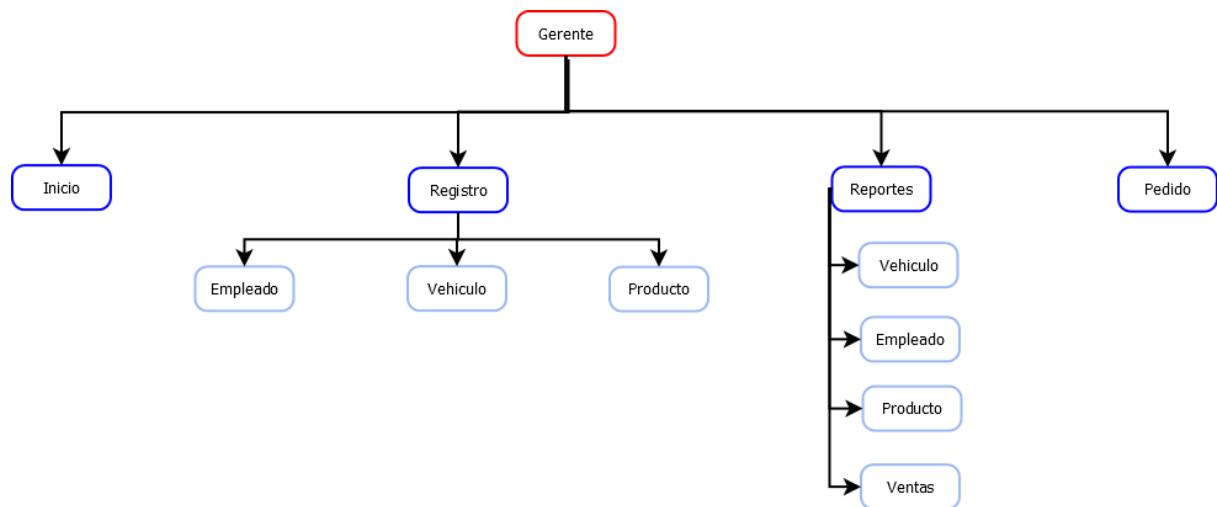 Gerente
Inicio
Registro
Reportes
Pedido
Empleado
Vehiculo
Producto
Vehiculo
Empleado
Producto
Ventas